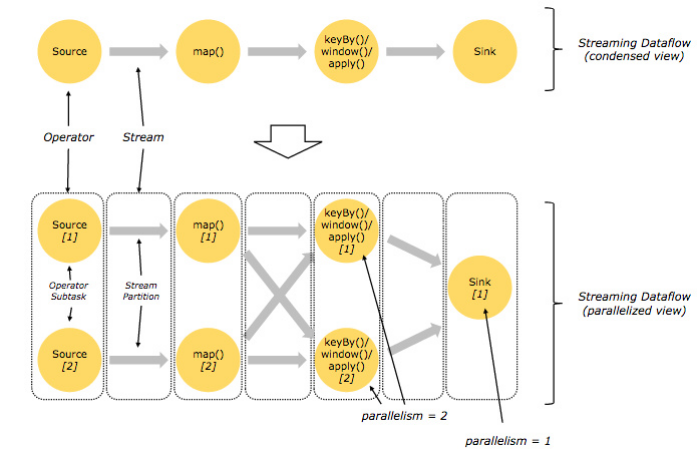 Source
map()
keyBy()/
window()/
apply()
Sink
Streaming Dataflow
(condensed view)
Operator
Stream
Source
[1]
map()
[1]
keyBy()/
window()/
apply()
[1]
Operator
Subtask
Stream
Partition
Sink
[1]
Streaming Dataflow
(parallelized view)
Source
[2]
map()
[2]
keyBy()/
window()/
apply()
[2]
parallelism = 2
parallelism = 1